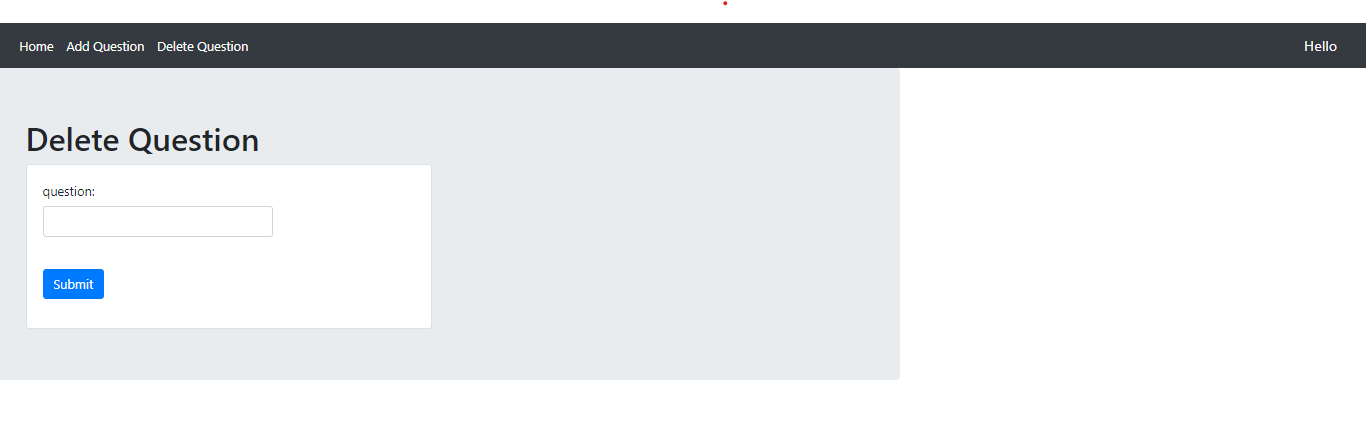 Home Add Question Delete Question Hello
Delete Question
question:
Submit